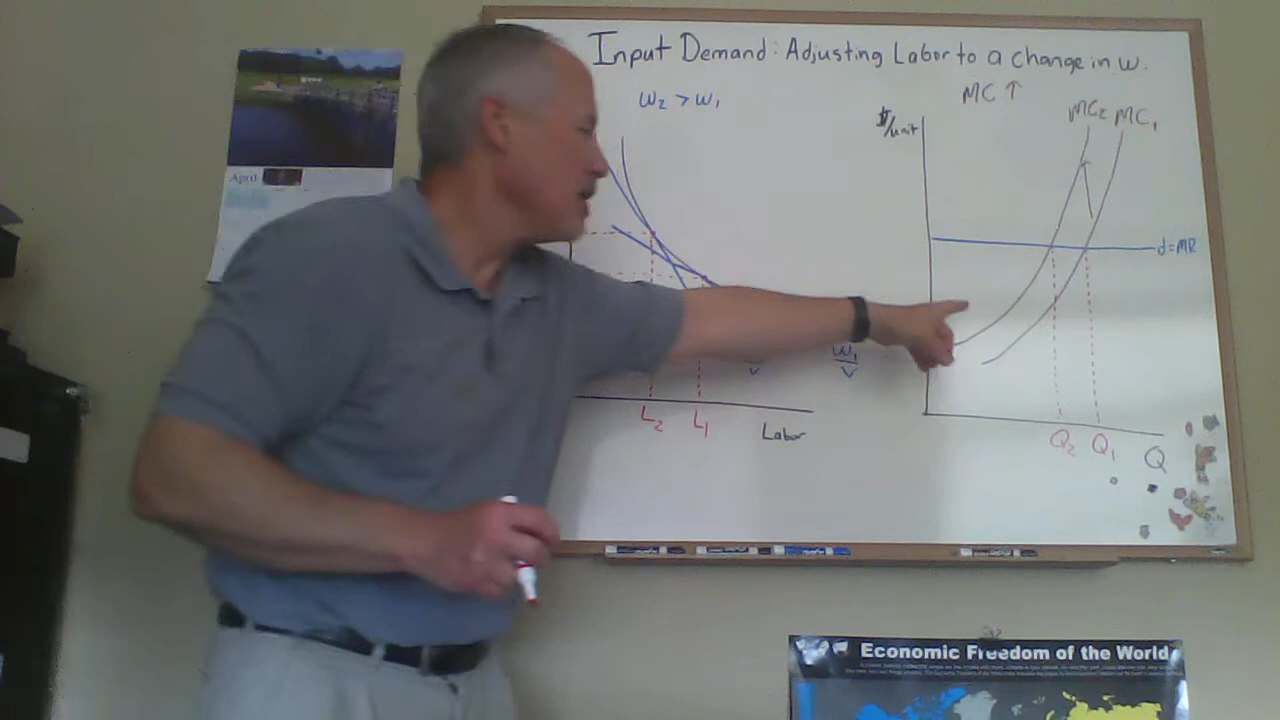 Input Demand: Adjusting Labor to a change in w.
w₂ > w₁
MC ↑
$/unit
MC₂
MC₁
d=MR
v
w₁
v
L₂
L₁
Labor
Q₂
Q₁
Q
April
Economic Freedom of the World